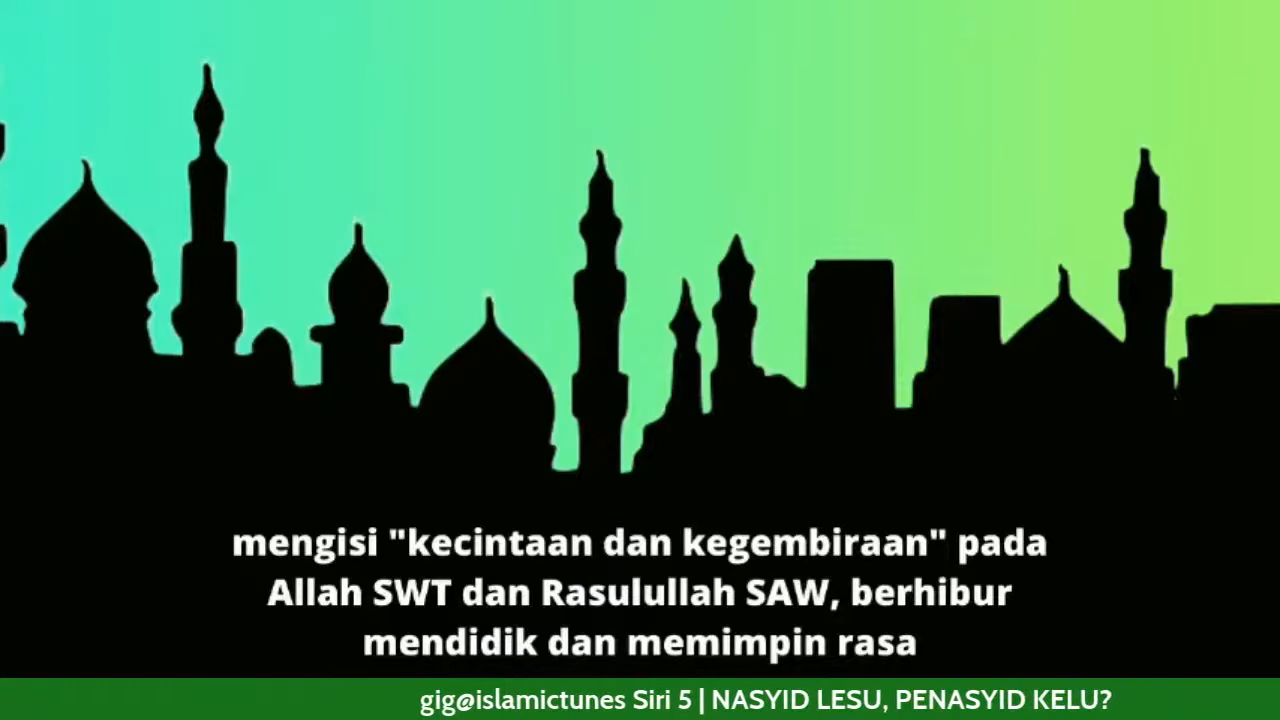 mengisi "kecintaan dan kegembiraan" pada
Allah SWT dan Rasulullah SAW, berhibur
mendidik dan memimpin rasa
gig@islamictunes Siri 5 | NASYID LESU, PENASYID KELU?